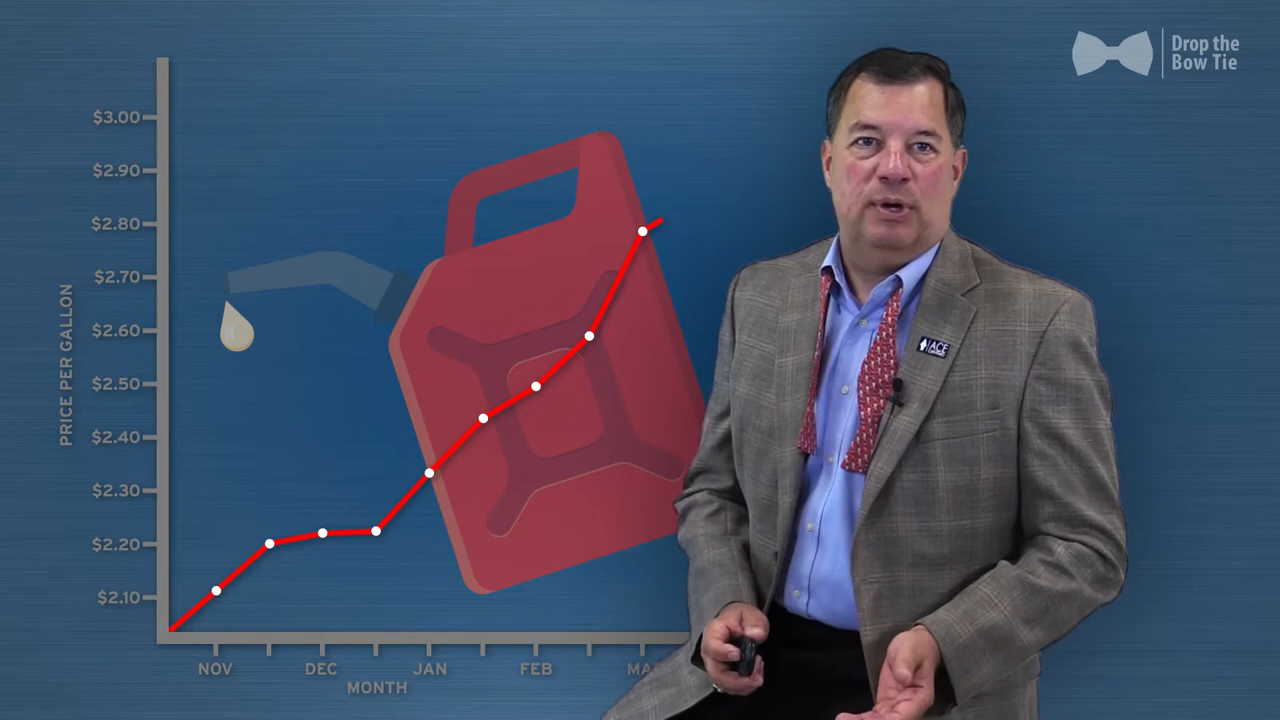 Drop the
Bow Tie
$3.00
$2.90
$2.80
$2.70
$2.60
$2.50
$2.40
$2.30
$2.20
$2.10
PRICE PER GALLON
ACE
NOV
DEC
JAN
FEB
MA
MONTH